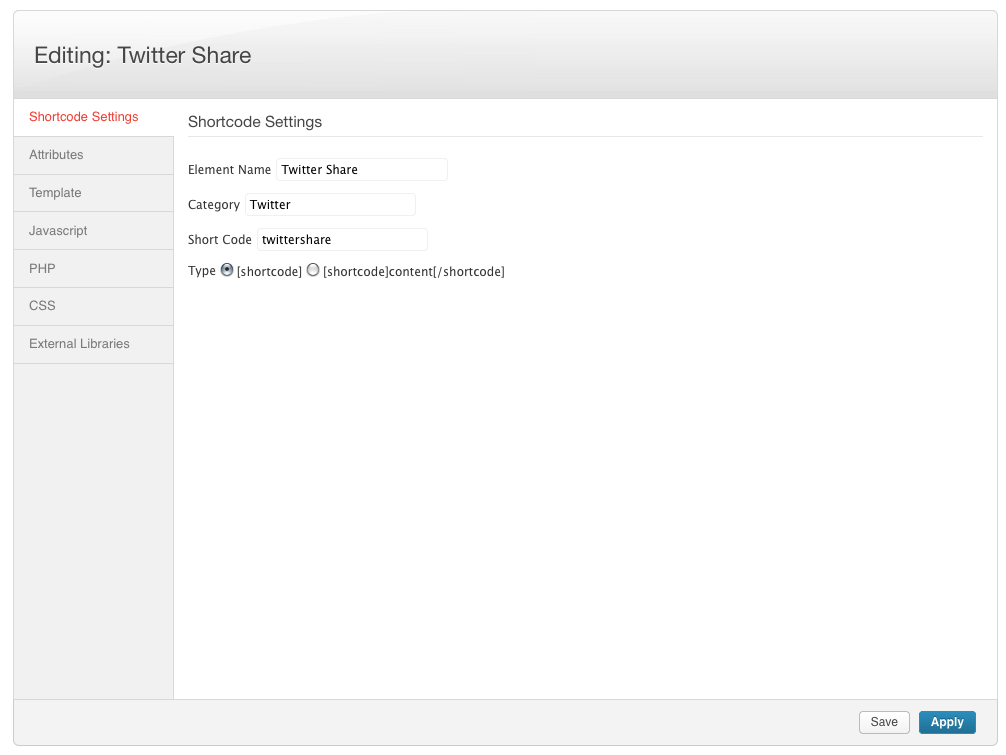 Editing: Twitter Share
Shortcode Settings
Attributes
Template
Javascript
PHP
CSS
External Libraries
Shortcode Settings
Element Name Twitter Share
Category Twitter
Short Code twittershare
Type [shortcode] [shortcode]content[/shortcode]
Save Apply